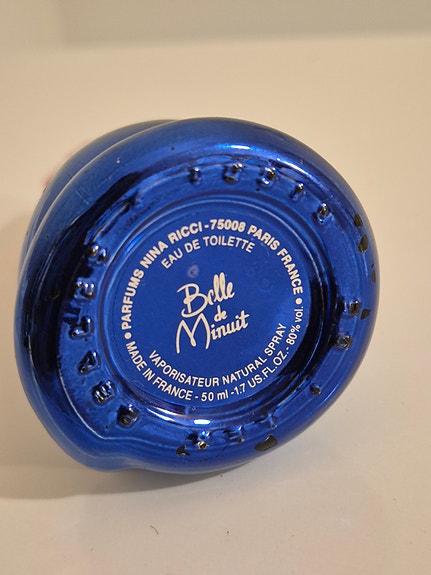 • PARFUMS NINA RICCI - 75008 PARIS FRANCE •
EAU DE TOILETTE
Belle
de
Minuit
VAPORISATEUR NATURAL SPRAY
MADE IN FRANCE - 50 ml - 1.7 US.FL.OZ. - 80% vol.